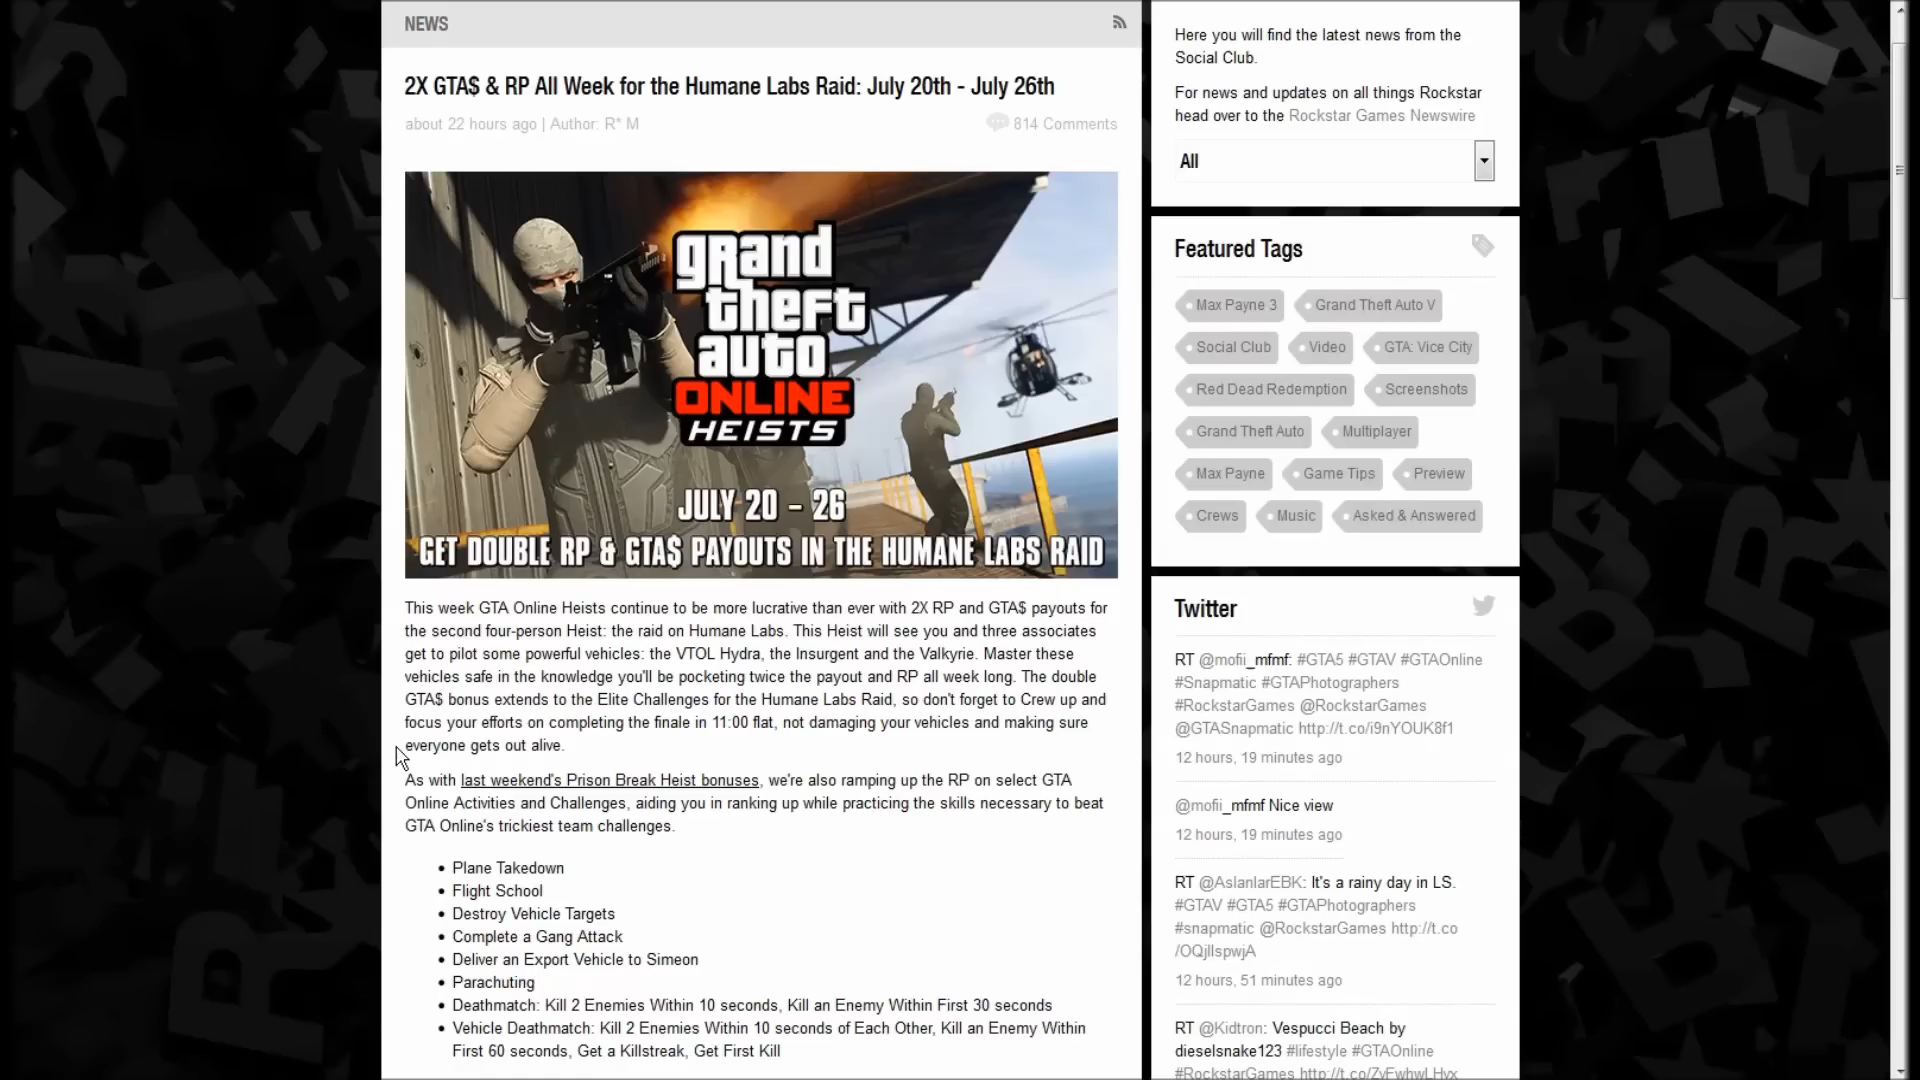 NEWS
2X GTA$ & RP All Week for the Humane Labs Raid: July 20th - July 26th
about 22 hours ago | Author: R* M
814 Comments
grand
theft
auto
ONLINE
HEISTS
JULY 20 - 26
GET DOUBLE RP & GTA$ PAYOUTS IN THE HUMANE LABS RAID
This week GTA Online Heists continue to be more lucrative than ever with 2X RP and GTA$ payouts for
the second four-person Heist: the raid on Humane Labs. This Heist will see you and three associates
get to pilot some powerful vehicles: the VTOL Hydra, the Insurgent and the Valkyrie. Master these
vehicles safe in the knowledge you'll be pocketing twice the payout and RP all week long. The double
GTA$ bonus extends to the Elite Challenges for the Humane Labs Raid, so don't forget to Crew up and
focus your efforts on completing the finale in 11:00 flat, not damaging your vehicles and making sure
everyone gets out alive.
As with last weekend's Prison Break Heist bonuses, we're also ramping up the RP on select GTA
Online Activities and Challenges, aiding you in ranking up while practicing the skills necessary to beat
GTA Online's trickiest team challenges.
Plane Takedown
Flight School
Destroy Vehicle Targets
Complete a Gang Attack
Deliver an Export Vehicle to Simeon
Parachuting
Deathmatch: Kill 2 Enemies Within 10 seconds, Kill an Enemy Within First 30 seconds
Vehicle Deathmatch: Kill 2 Enemies Within 10 seconds of Each Other, Kill an Enemy Within
First 60 seconds, Get a Killstreak, Get First Kill
Here you will find the latest news from the
Social Club.
For news and updates on all things Rockstar
head over to the Rockstar Games Newswire
All
Featured Tags
Max Payne 3
Grand Theft Auto V
Social Club
Video
GTA: Vice City
Red Dead Redemption
Screenshots
Grand Theft Auto
Multiplayer
Max Payne
Game Tips
Preview
Crews
Music
Asked & Answered
Twitter
RT @mofii_mfmf: #GTA5 #GTAV #GTAOnline
#Snapmatic #GTAPhotographers
#RockstarGames @RockstarGames
@GTASnapmatic http://t.co/i9nYOUK8f1
12 hours, 19 minutes ago
@mofii_mfmf Nice view
12 hours, 19 minutes ago
RT @AslanlarEBK: It's a rainy day in LS.
#GTAV #GTA5 #GTAPhotographers
#snapmatic @RockstarGames http://t.co
/OQjlIspwjA
12 hours, 51 minutes ago
RT @Kidtron: Vespucci Beach by
dieselsnake123 #lifestyle #GTAOnline
#RockstarGames http://t.co/ZyFwhwLHvx